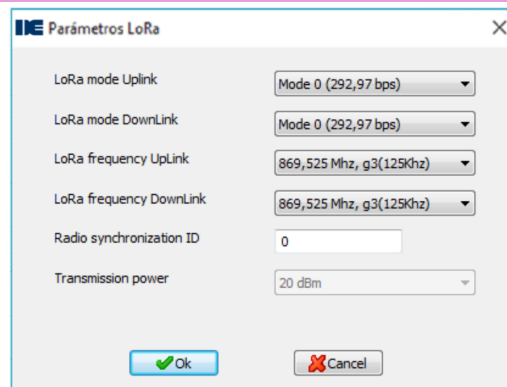 Parámetros LoRa
LoRa mode Uplink Mode 0 (292,97 bps)
LoRa mode DownLink Mode 0 (292,97 bps)
LoRa frequency UpLink 869,525 Mhz, g3(125Khz)
LoRa frequency DownLink 869,525 Mhz, g3(125Khz)
Radio synchronization ID 0
Transmission power 20 dBm
Ok Cancel